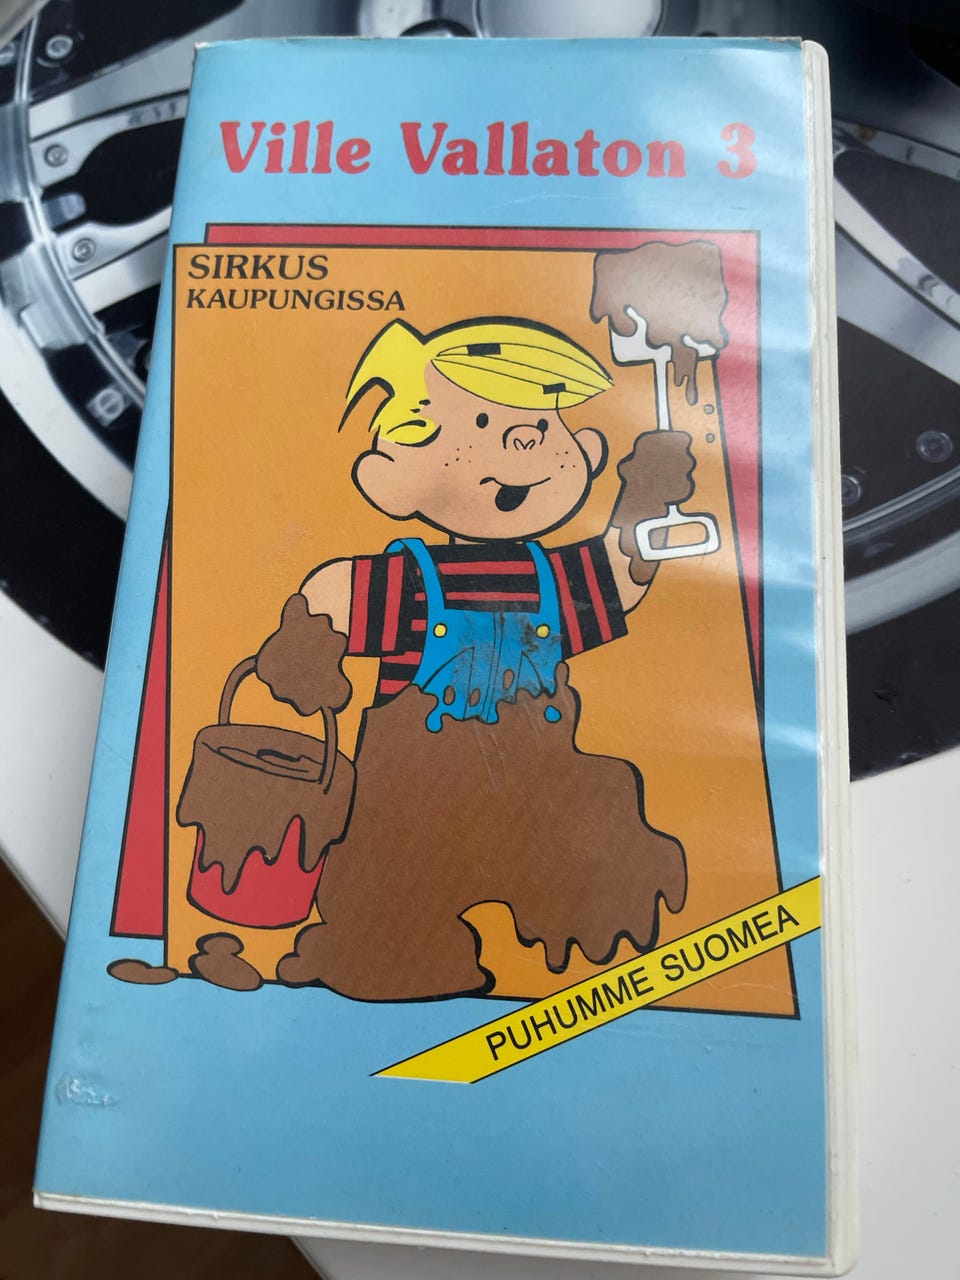 Ville Vallaton 3
SIRKUS
KAUPUNGISSA
PUHUMME SUOMEA